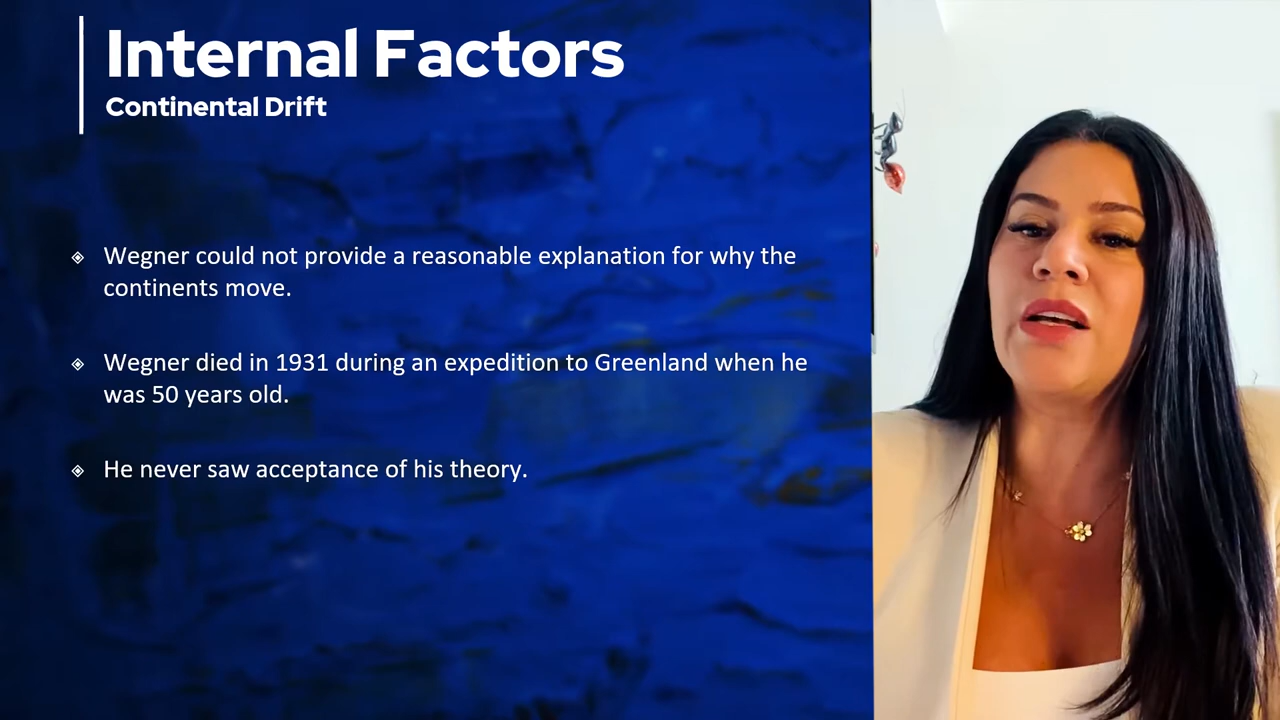 Internal Factors
Continental Drift
Wegner could not provide a reasonable explanation for why the
continents move.
Wegner died in 1931 during an expedition to Greenland when he
was 50 years old.
He never saw acceptance of his theory.